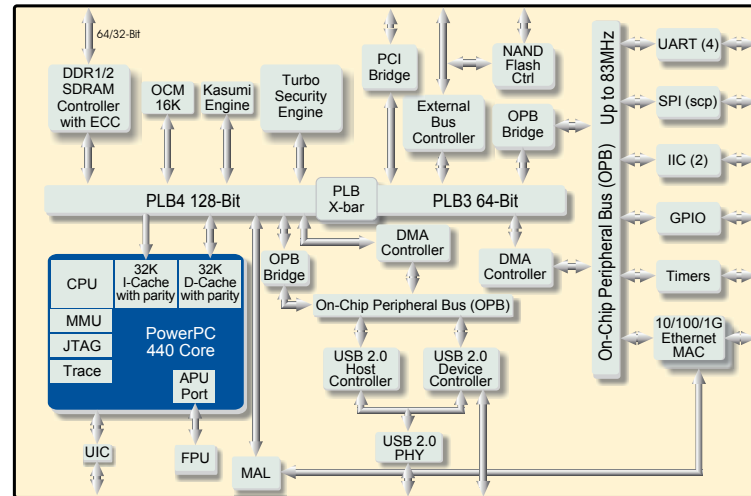 64/32-Bit
DDR1/2
SDRAM
Controller
with ECC
OCM
16K
Kasumi
Engine
Turbo
Security
Engine
PCI
Bridge
External
Bus
Controller
NAND
Flash
Ctrl
OPB
Bridge
PLB4 128-Bit
PLB
X-bar
PLB3 64-Bit
On-Chip Peripheral Bus (OPB) Up to 83MHz
UART (4)
SPI (scp)
IIC (2)
GPIO
Timers
10/100/1G
Ethernet
MAC
CPU
32K
I-Cache
with parity
32K
D-Cache
with parity
MMU
JTAG
Trace
PowerPC
440 Core
APU
Port
OPB
Bridge
DMA
Controller
DMA
Controller
On-Chip Peripheral Bus (OPB)
USB 2.0
Host
Controller
USB 2.0
Device
Controller
USB 2.0
PHY
UIC
FPU
MAL